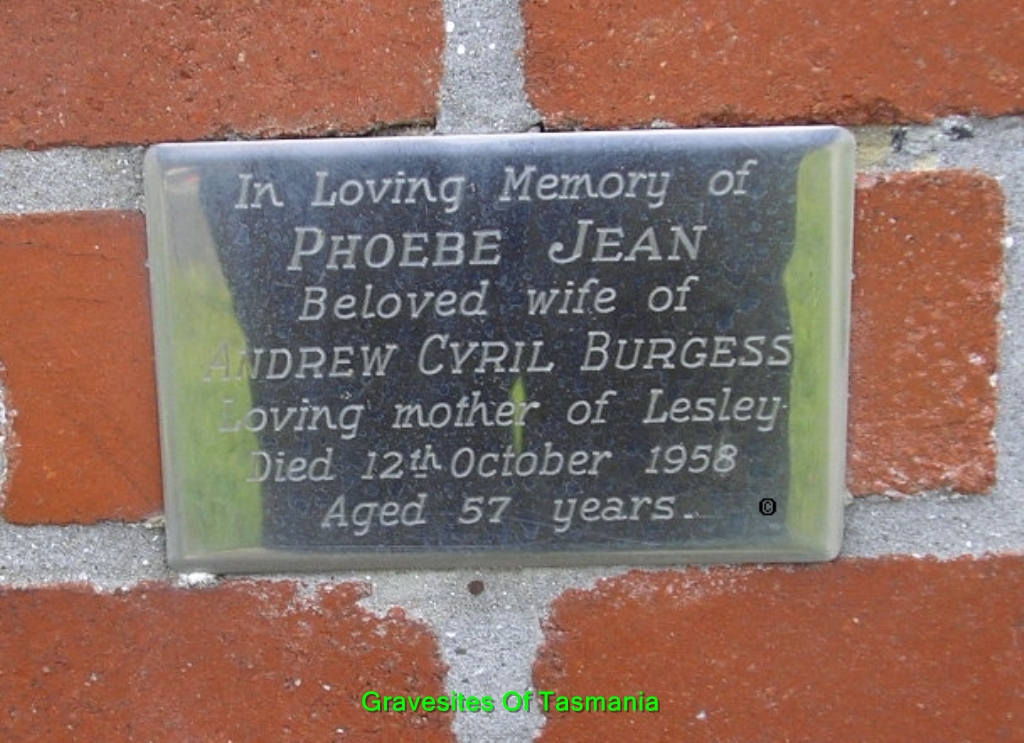 In Loving Memory of
PHOEBE JEAN
Beloved wife of
ANDREW CYRIL BURGESS
Loving mother of Lesley
Died 12th October 1958
Aged 57 years.
©
Gravesites Of Tasmania